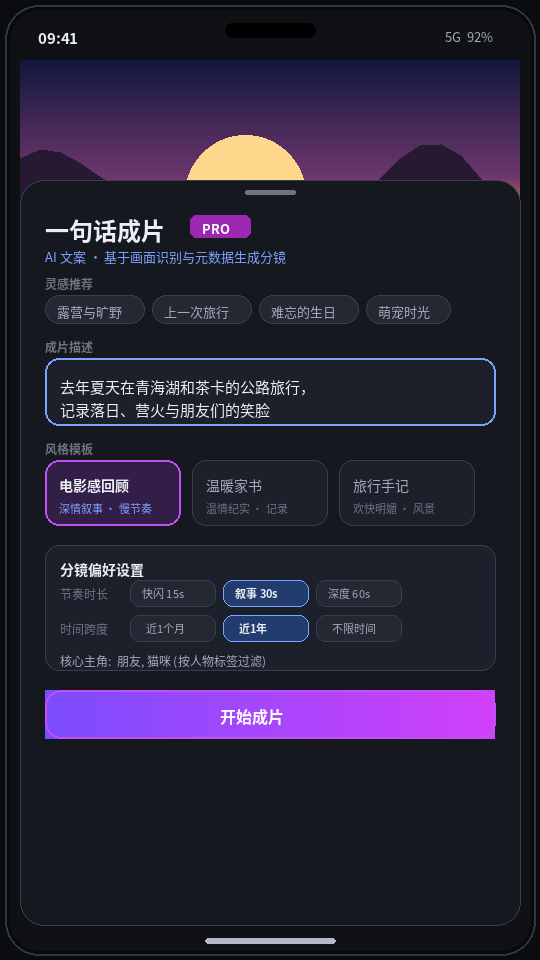 09:41
5G 92%
一句话成片 PRO
AI 文案 · 基于画面识别与元数据生成分镜
灵感推荐
露营与旷野 上一次旅行 难忘的生日 萌宠时光
成片描述
去年夏天在青海湖和茶卡的公路旅行，
记录落日、营火与朋友们的笑脸
风格模板
电影感回顾 温暖家书 旅行手记
深情叙事 · 慢节奏 温情纪实 · 记录 欢快明媚 · 风景
分镜偏好设置
节奏时长 快闪 15s 叙事 30s 深度 60s
时间跨度 近1个月 近1年 不限时间
核心主角: 朋友, 猫咪 (按人物标签过滤)
开始成片